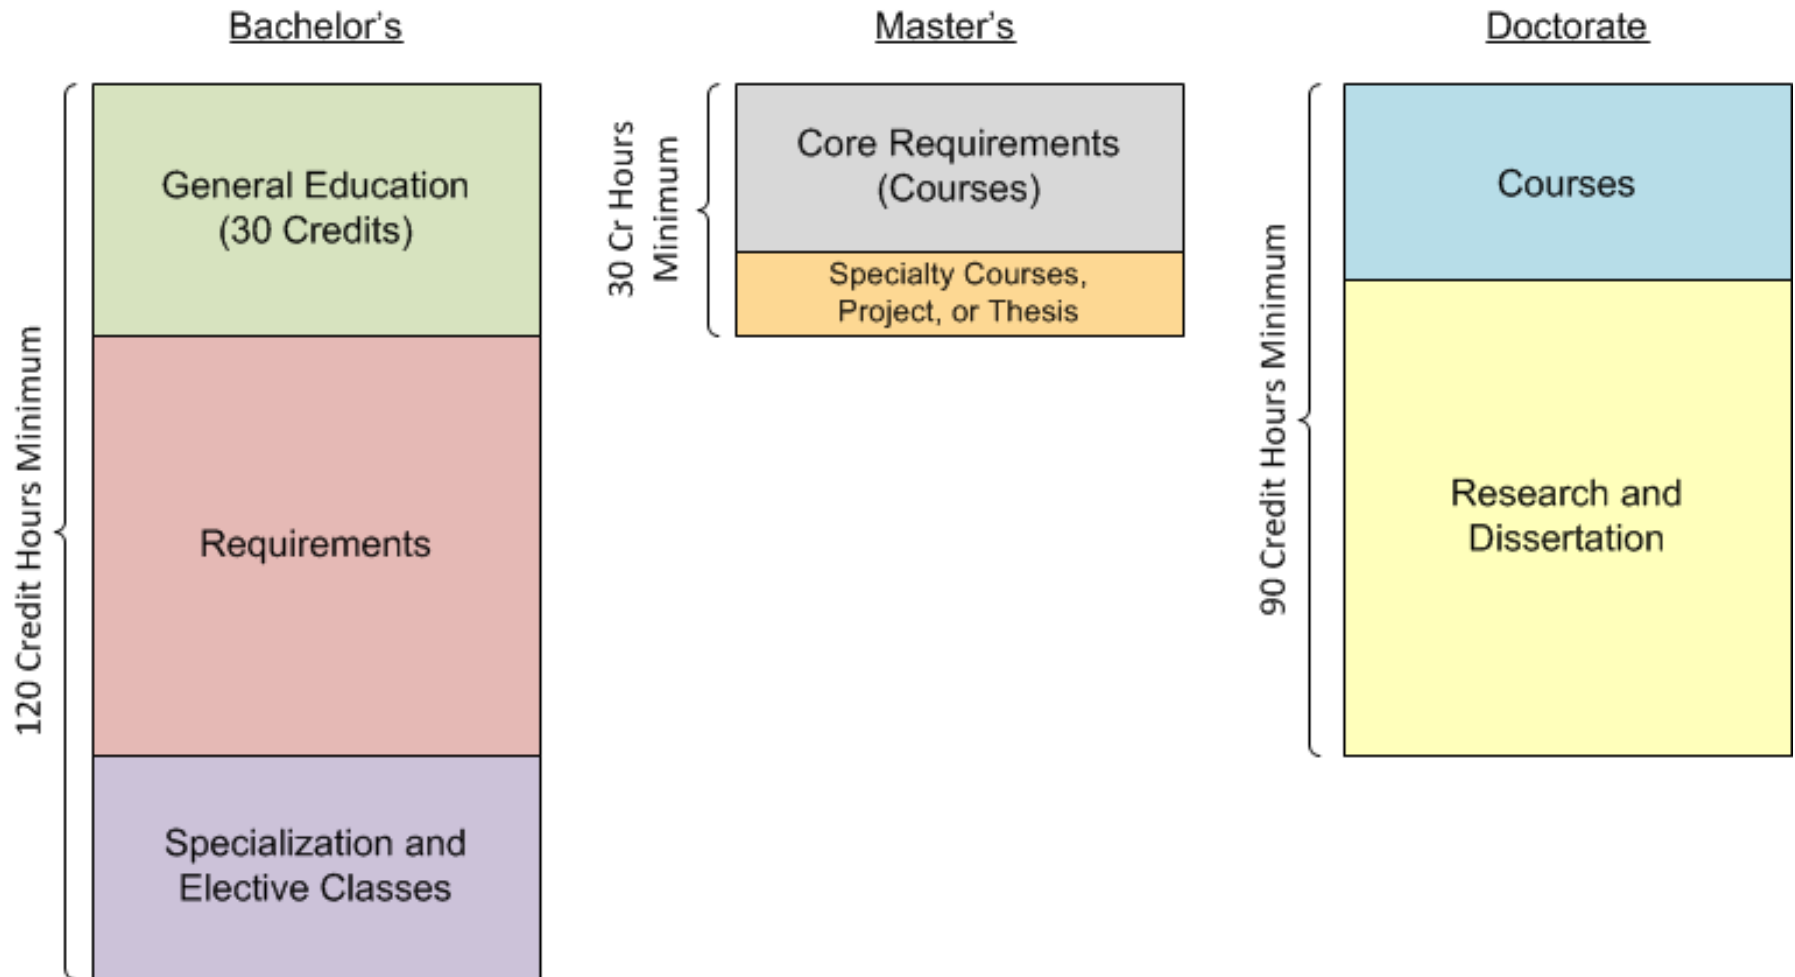 Bachelor's
Master's
Doctorate
120 Credit Hours Minimum
General Education
(30 Credits)
Requirements
Specialization and
Elective Classes
30 Cr Hours
Minimum
Core Requirements
(Courses)
Specialty Courses,
Project, or Thesis
90 Credit Hours Minimum
Courses
Research and
Dissertation